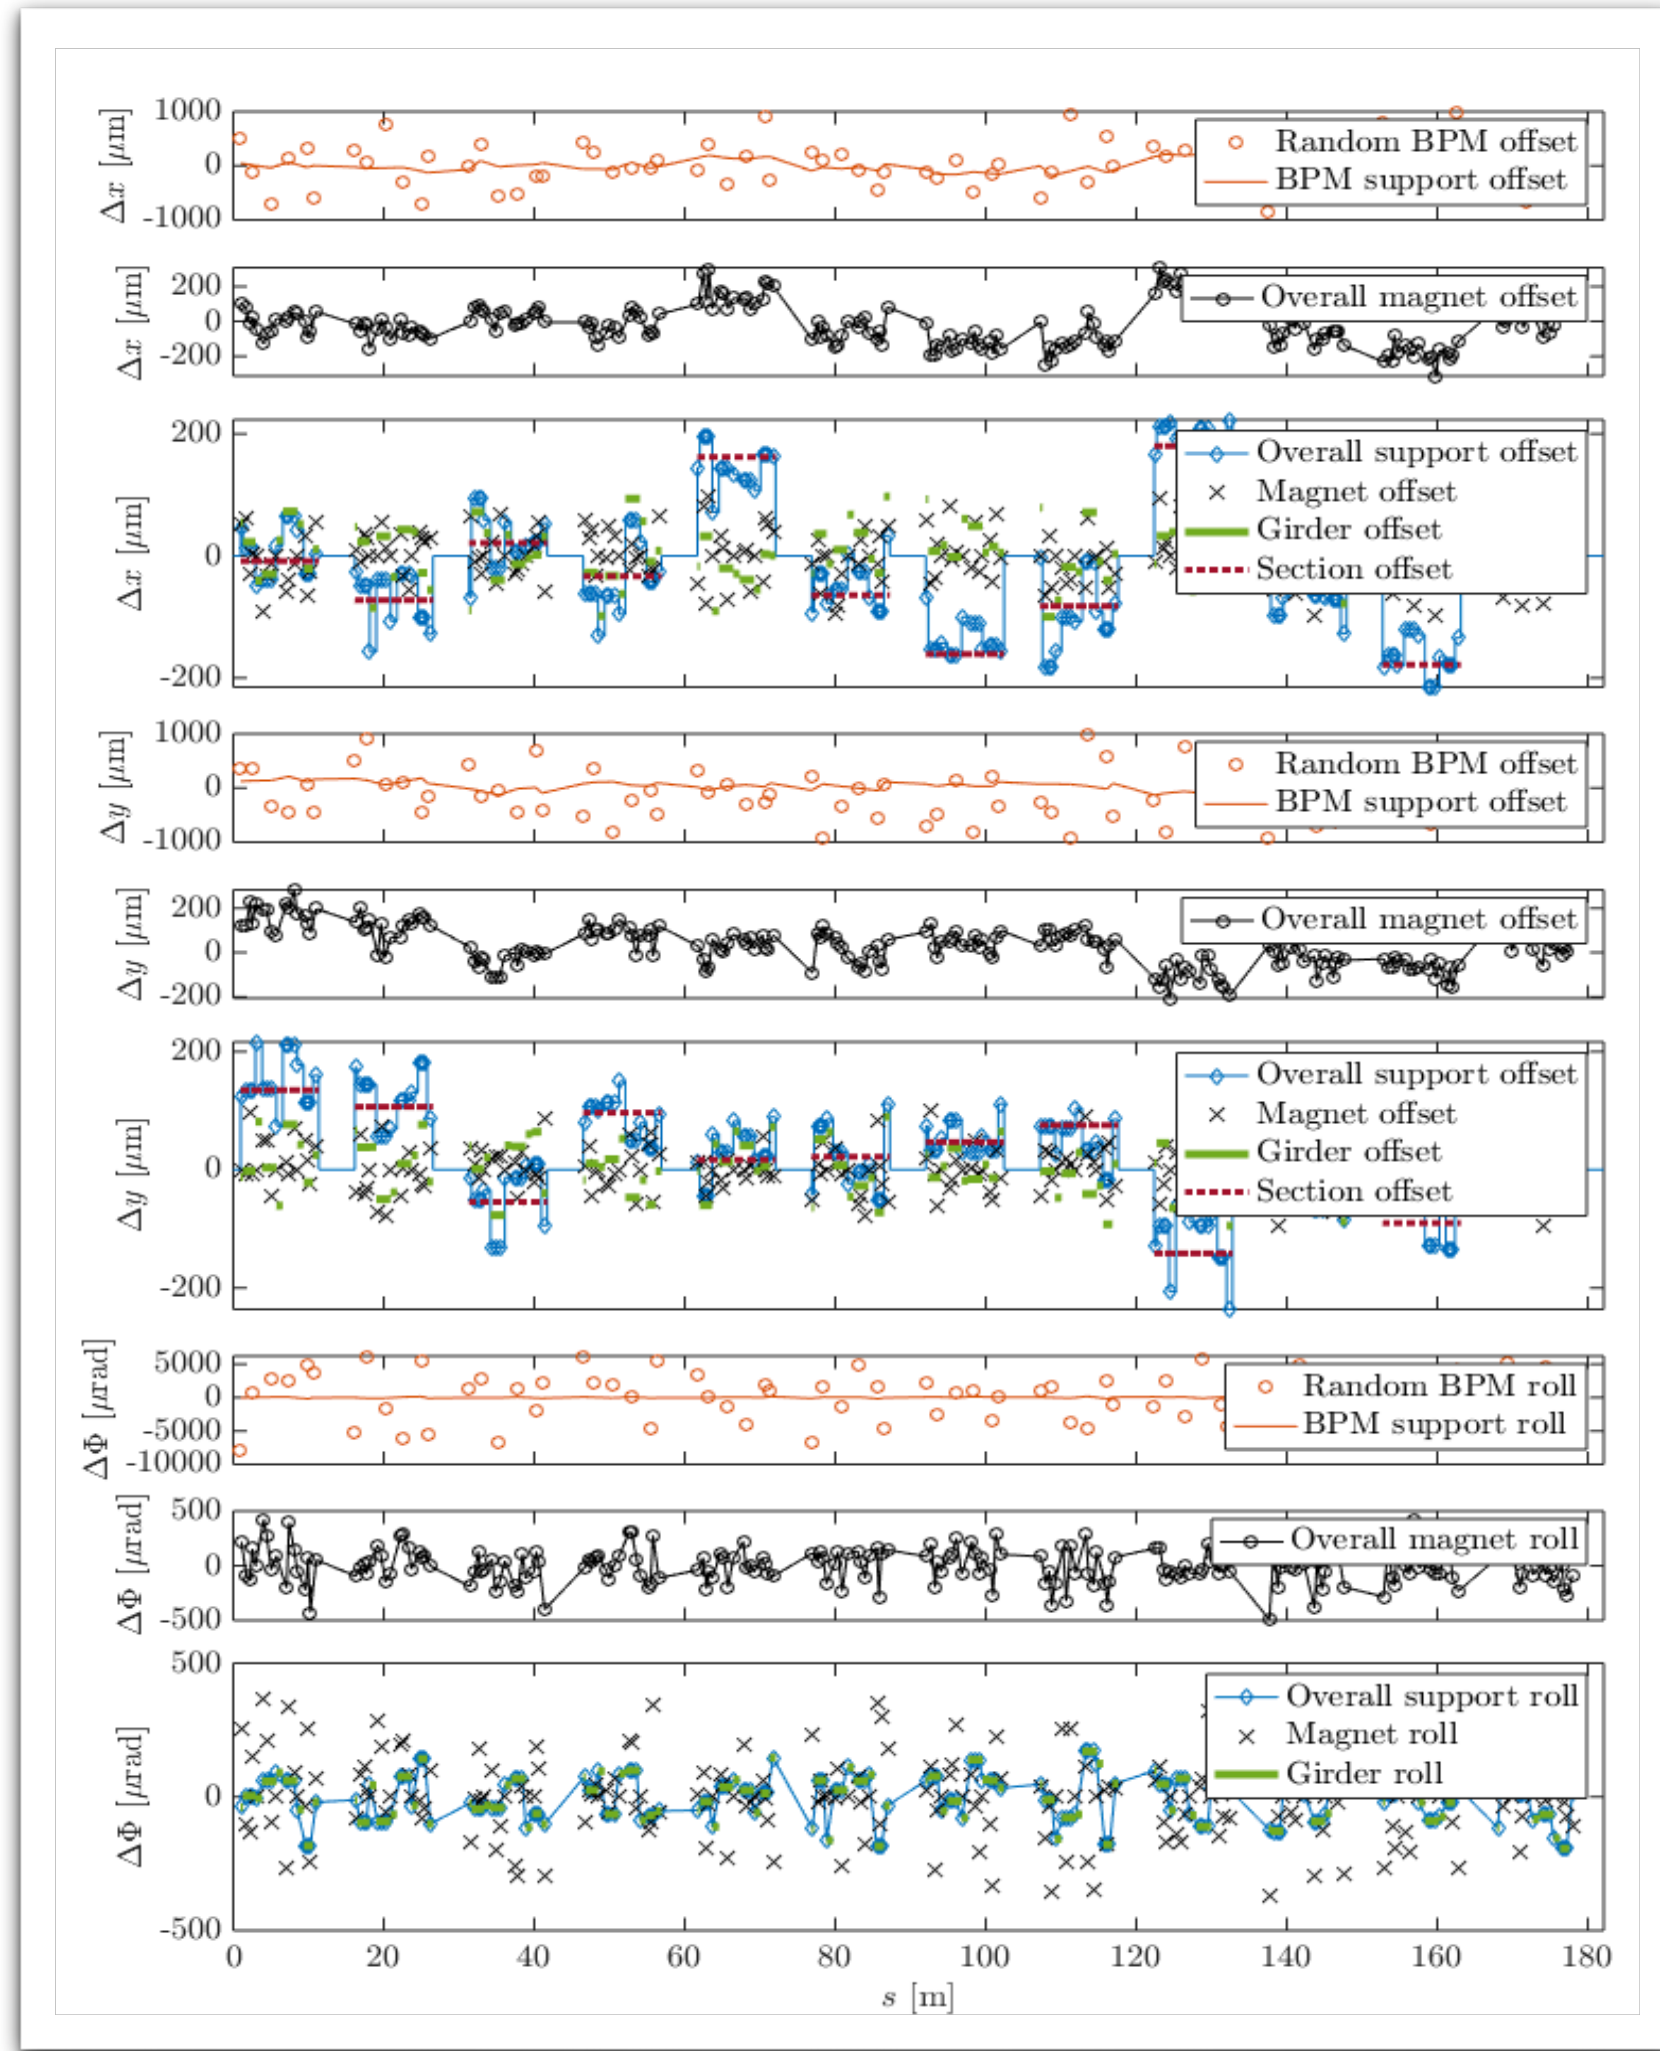 Δx [μm]
1000
0
-1000
Random BPM offset
BPM support offset
Δx [μm]
200
0
-200
Overall magnet offset
Δx [μm]
200
0
-200
Overall support offset
Magnet offset
Girder offset
Section offset
Δy [μm]
1000
0
-1000
Random BPM offset
BPM support offset
Δy [μm]
200
0
-200
Overall magnet offset
Δy [μm]
200
0
-200
Overall support offset
Magnet offset
Girder offset
Section offset
ΔΦ [μrad]
5000
0
-5000
-10000
Random BPM roll
BPM support roll
ΔΦ [μrad]
500
0
-500
Overall magnet roll
ΔΦ [μrad]
500
0
-500
Overall support roll
Magnet roll
Girder roll
0 20 40 60 80 100 120 140 160 180
s [m]